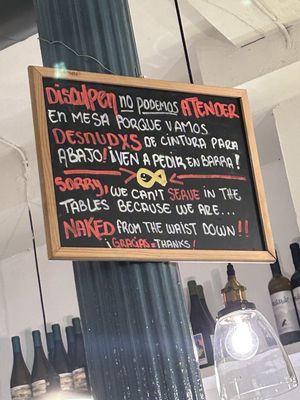 Disculpen no podemos ATENDER
En mesa porque vamos
DESNUDXS de cintura para
abajo! ¡Ven a pedir en barra!
SORRY, we can't SERVE in the
tables because we are...
NAKED from the waist down!!
¡Gracias = Thanks!